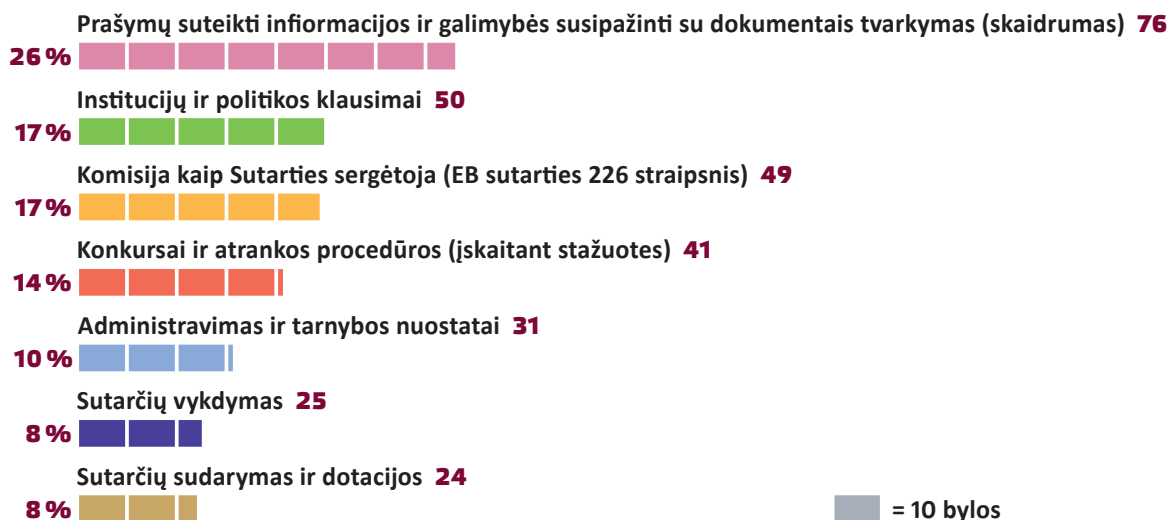 Prašymų suteikti infiormacijos ir galimybės susipažinti su dokumentais tvarkymas (skaidrumas) 76
26 %
Institucijų ir politikos klausimai 50
17 %
Komisija kaip Sutarties sergėtoja (EB sutarties 226 straipsnis) 49
17 %
Konkursai ir atrankos procedūros (įskaitant stažuotes) 41
14 %
Administravimas ir tarnybos nuostatai 31
10 %
Sutarčių vykdymas 25
8 %
Sutarčių sudarymas ir dotacijos 24
8 %
= 10 bylos